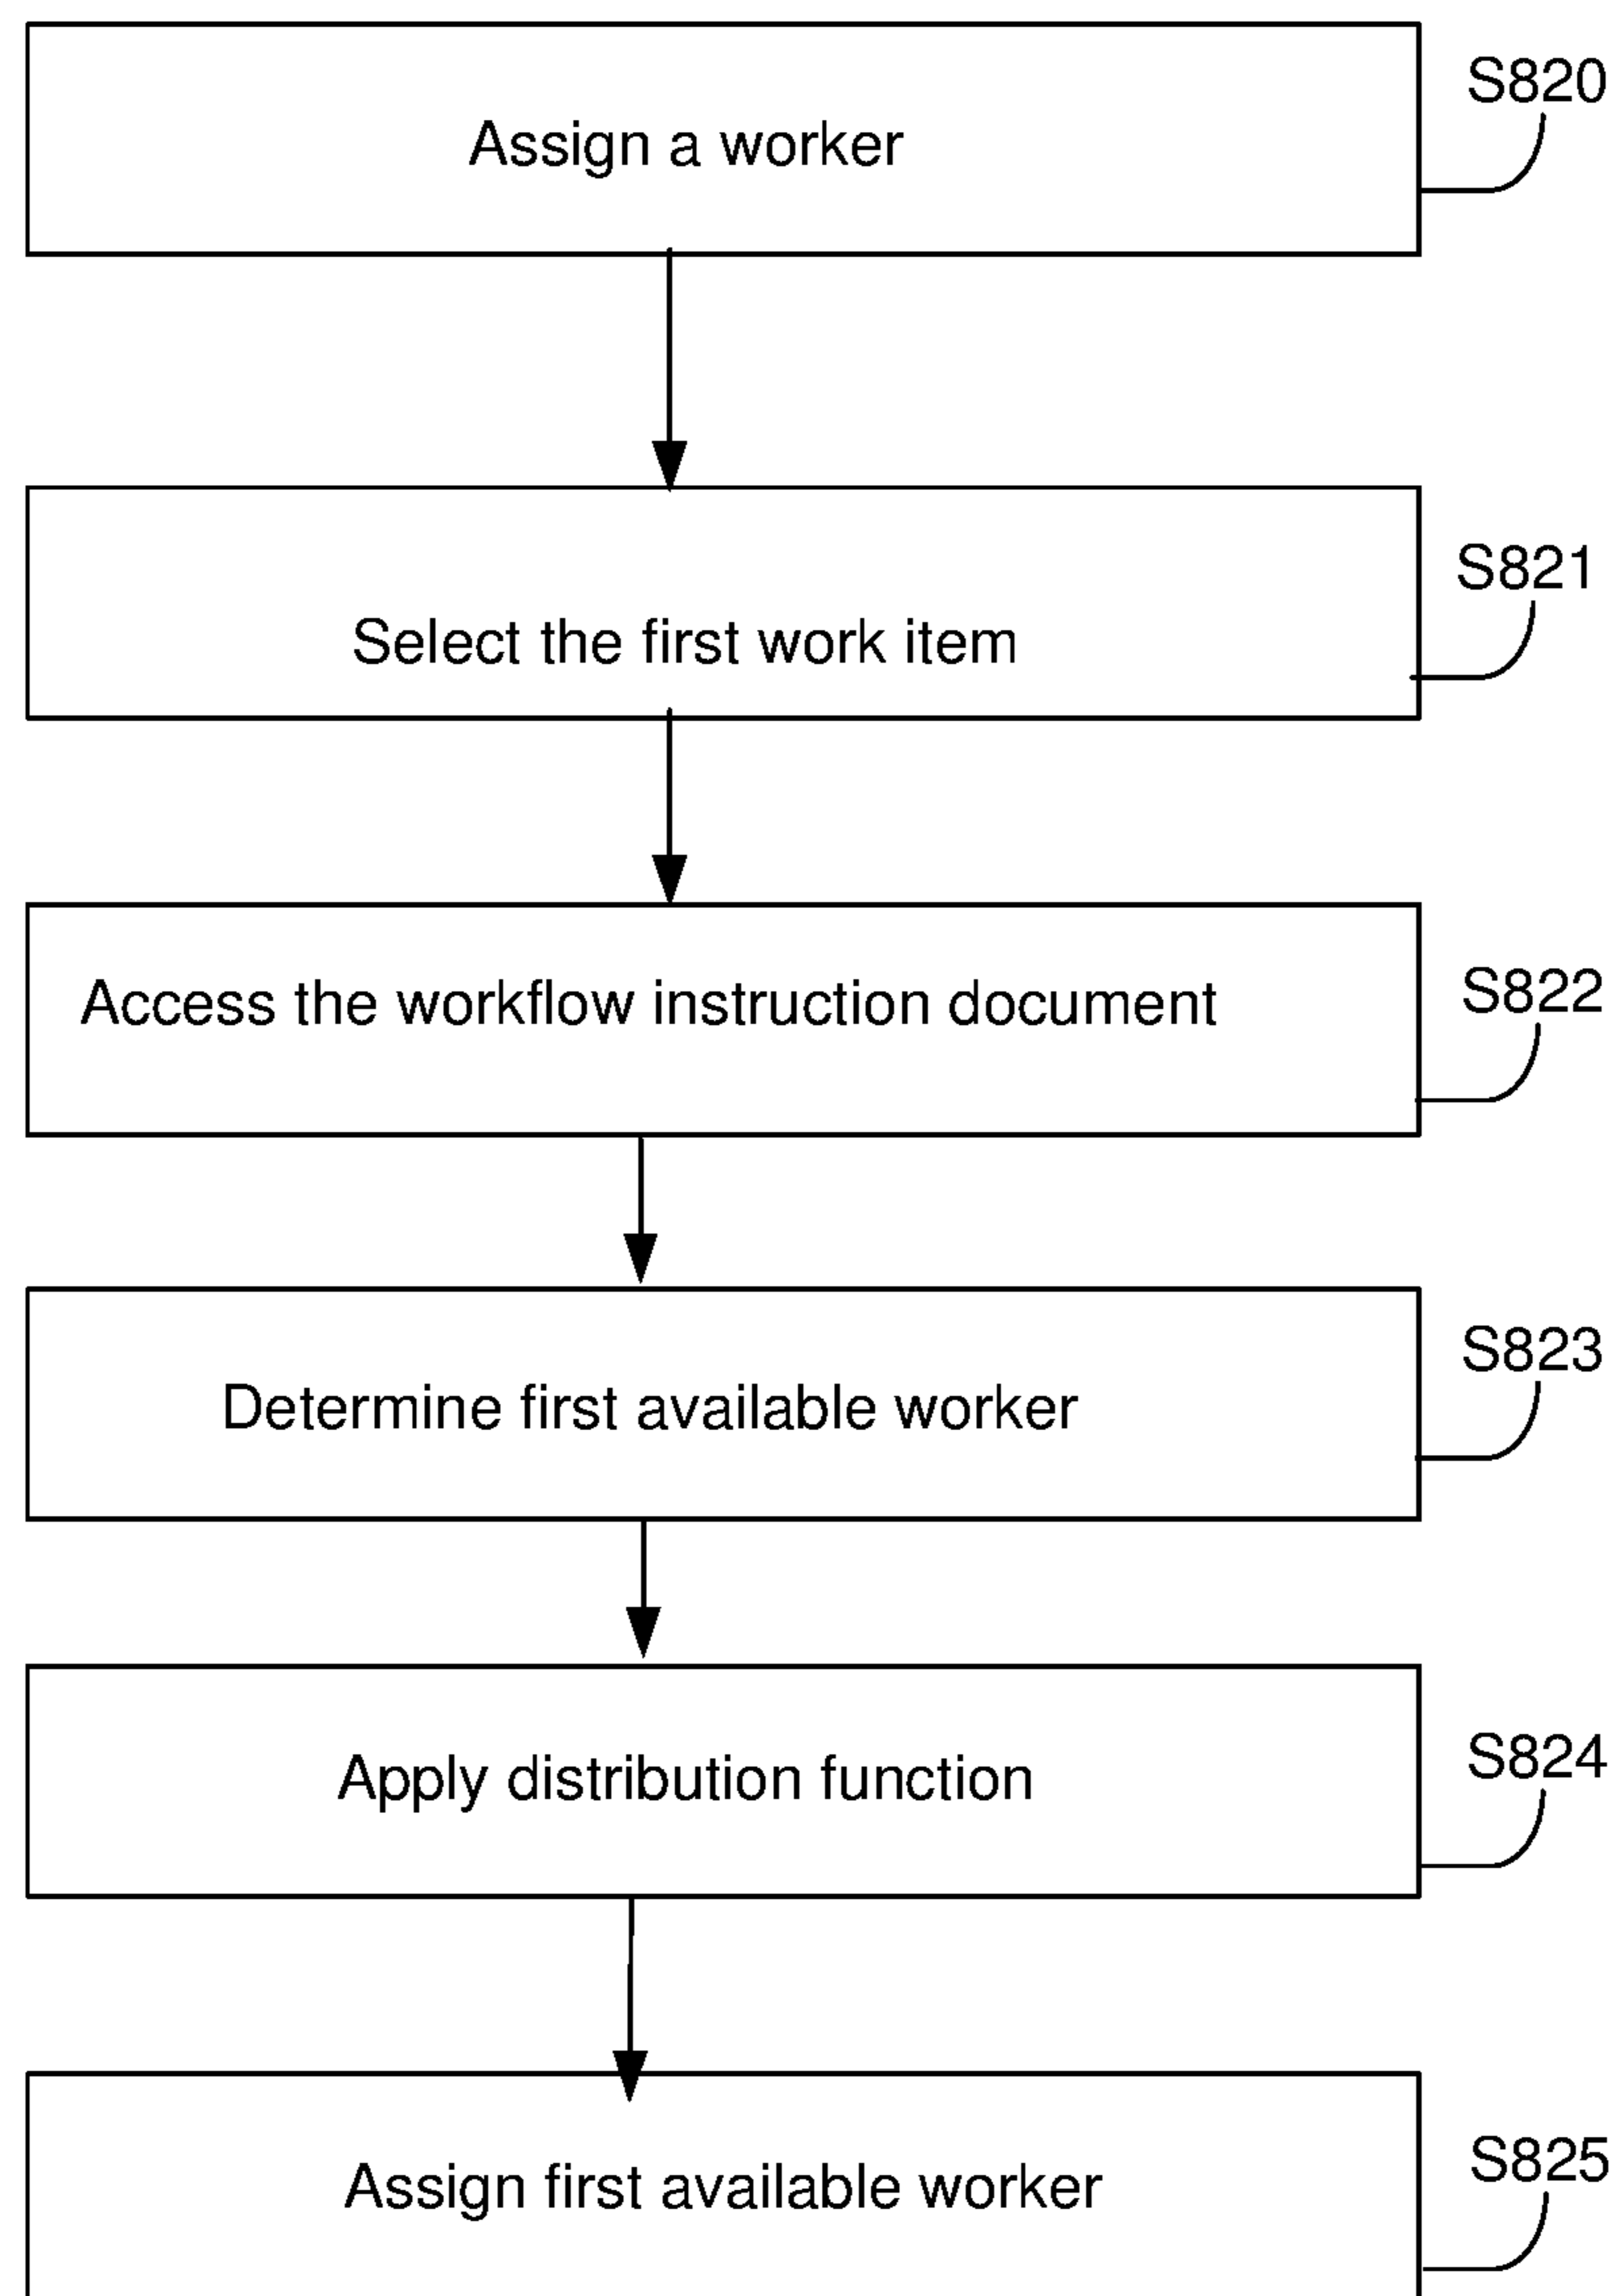 S820
Assign a worker
S821
Select the first work item
S822
Access the workflow instruction document
S823
Determine first available worker
S824
Apply distribution function
S825
Assign first available worker